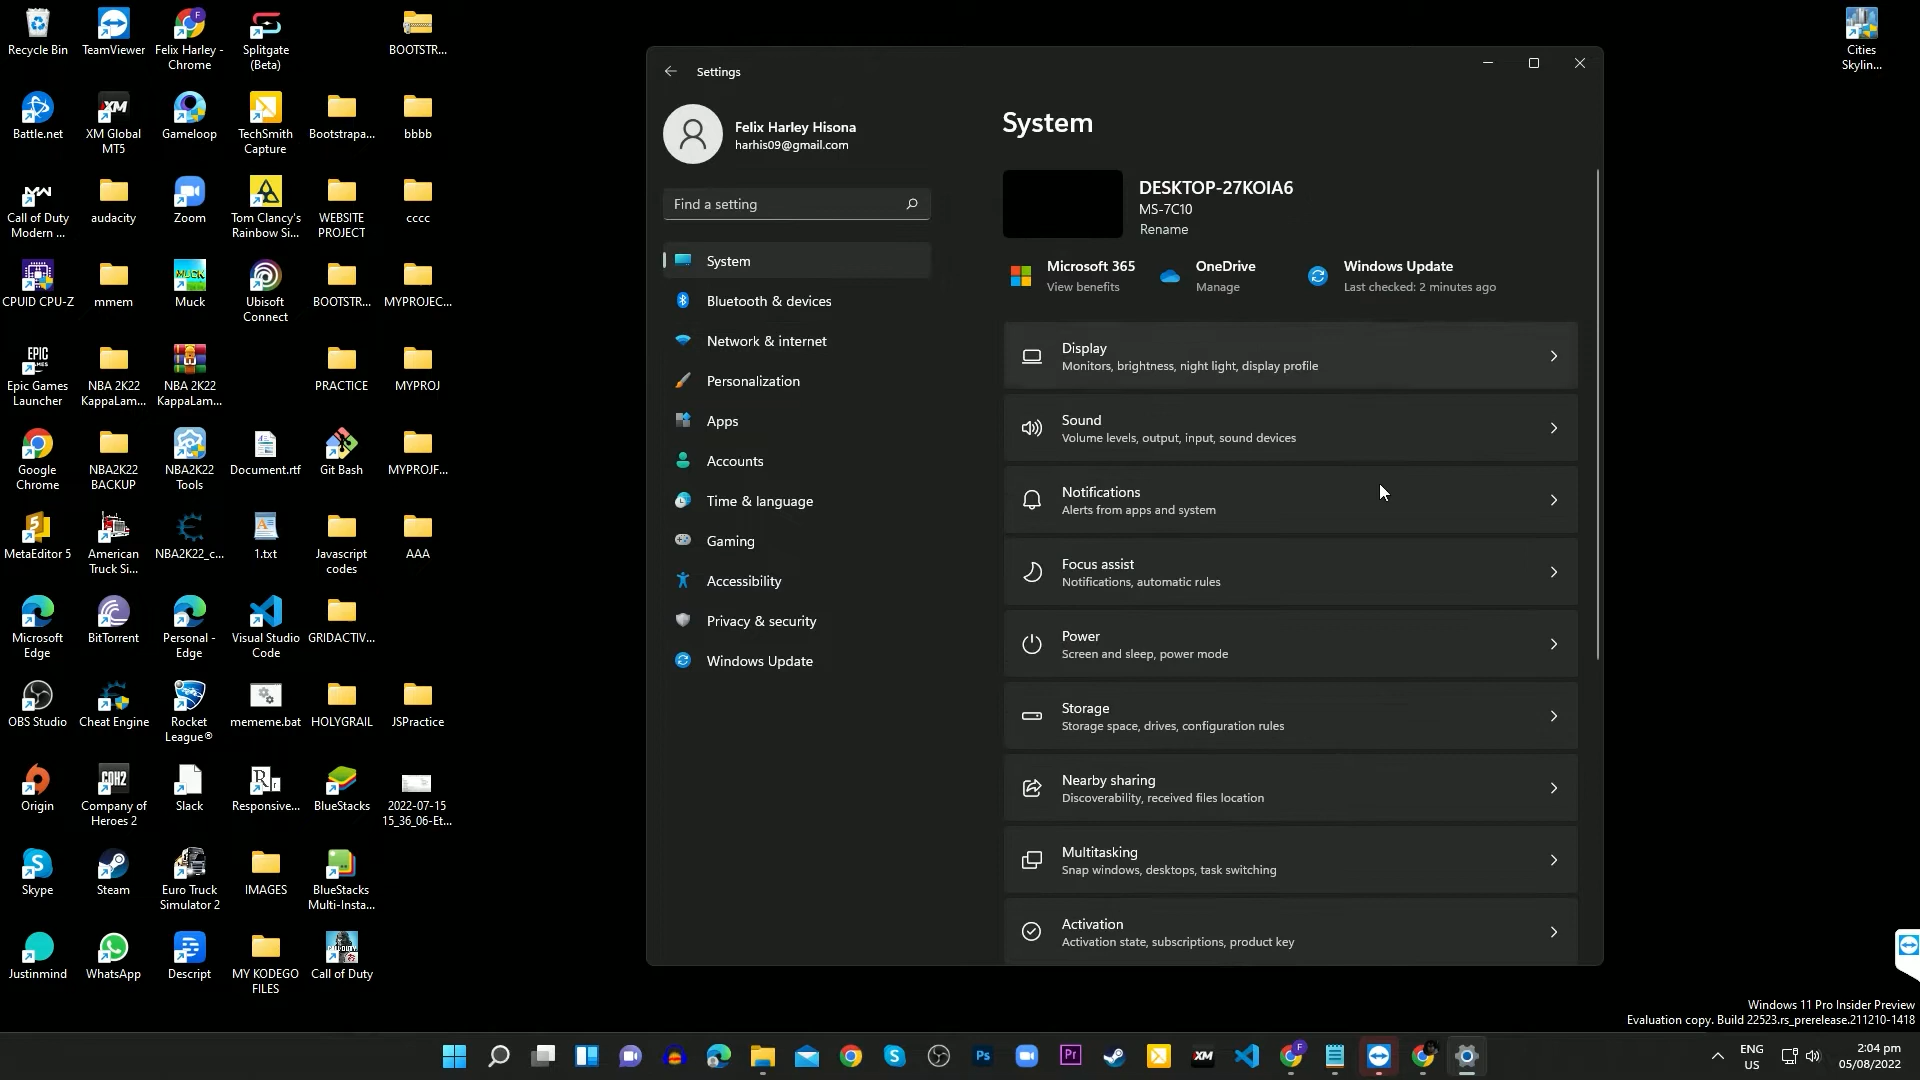 Recycle Bin
TeamViewer
Felix Harley -
Chrome
Splitgate
(Beta)
BOOTSTR...
Battle.net
XM Global
MT5
Gameloop
TechSmith
Capture
Bootstrapa...
bbbb
Call of Duty
Modern ...
audacity
Zoom
Tom Clancy's
Rainbow Si...
WEBSITE
PROJECT
cccc
CPUID CPU-Z
mmem
Muck
Ubisoft
Connect
BOOTSTR...
MYPROJEC...
Epic Games
Launcher
NBA 2K22
KappaLam...
NBA 2K22
KappaLam...
PRACTICE
MYPROJ
Google
Chrome
NBA2K22
BACKUP
NBA2K22
Tools
Document.rtf
Git Bash
MYPROJF...
MetaEditor 5
American
Truck Si...
NBA2K22_c...
1.txt
Javascript
codes
AAA
Microsoft
Edge
BitTorrent
Personal -
Edge
Visual Studio
Code
GRIDACTIV...
OBS Studio
Cheat Engine
Rocket
League®
mememe.bat
HOLYGRAIL
JSPractice
Origin
Company of
Heroes 2
Slack
Responsive...
BlueStacks
2022-07-15
15_36_06-Et...
Skype
Steam
Euro Truck
Simulator 2
IMAGES
BlueStacks
Multi-Insta...
Justinmind
WhatsApp
Descript
MY KODEGO
FILES
Call of Duty
Cities
Skylin...
Settings
Felix Harley Hisona
harhis09@gmail.com
Find a setting
System
Bluetooth & devices
Network & internet
Personalization
Apps
Accounts
Time & language
Gaming
Accessibility
Privacy & security
Windows Update
System
DESKTOP-27KOIA6
MS-7C10
Rename
Microsoft 365
View benefits
OneDrive
Manage
Windows Update
Last checked: 2 minutes ago
Display
Monitors, brightness, night light, display profile
Sound
Volume levels, output, input, sound devices
Notifications
Alerts from apps and system
Focus assist
Notifications, automatic rules
Power
Screen and sleep, power mode
Storage
Storage space, drives, configuration rules
Nearby sharing
Discoverability, received files location
Multitasking
Snap windows, desktops, task switching
Activation
Activation state, subscriptions, product key
Windows 11 Pro Insider Preview
Evaluation copy. Build 22523.rs_prerelease.211210-1418
ENG
US
2:04 pm
05/08/2022